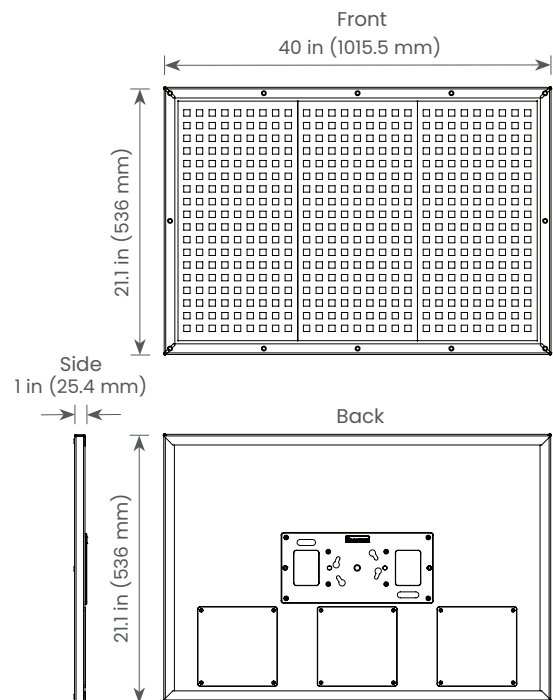 Front
40 in (1015.5 mm)
21.1 in (536 mm)
Side
1 in (25.4 mm)
Back
21.1 in (536 mm)